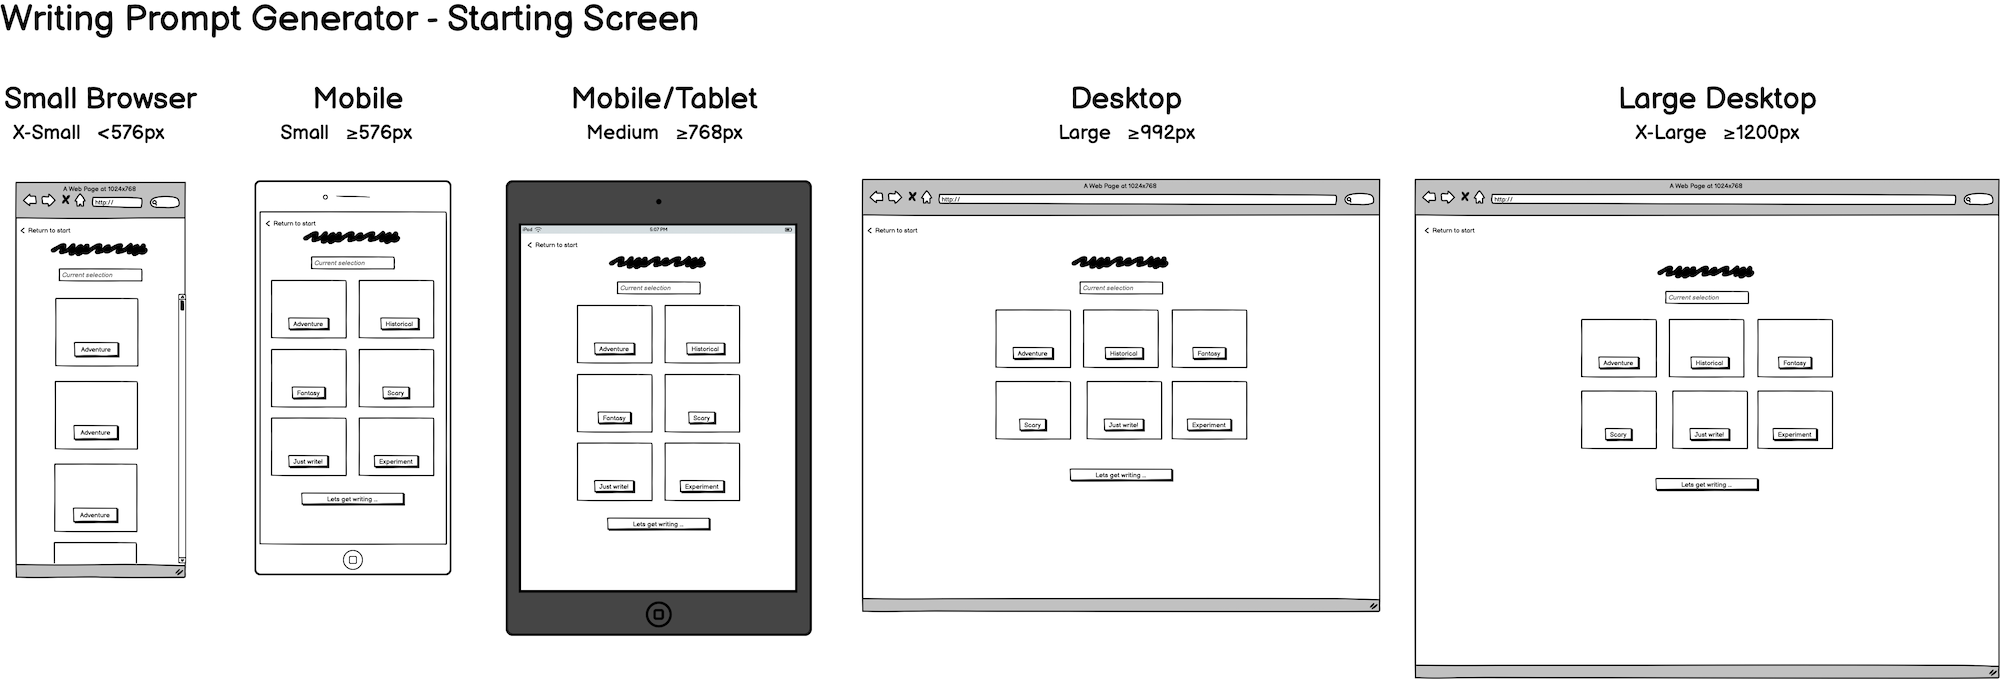 Writing Prompt Generator - Starting Screen
Small Browser
X-Small <576px
A Web Page at 1024x768
http://
Return to start
Current selection
Adventure
Adventure
Adventure
Mobile
Small ≥576px
Return to start
Current selection
Adventure Historical
Fantasy Scary
Just write! Experiment
Lets get writing ...
Mobile/Tablet
Medium ≥768px
iPad 5:07 PM
Return to start
Current selection
Adventure Historical
Fantasy Scary
Just write! Experiment
Lets get writing ...
Desktop
Large ≥992px
A Web Page at 1024x768
http://
Return to start
Current selection
Adventure Historical Fantasy
Scary Just write! Experiment
Lets get writing ...
Large Desktop
X-Large ≥1200px
A Web Page at 1024x768
http://
Return to start
Current selection
Adventure Historical Fantasy
Scary Just write! Experiment
Lets get writing ...